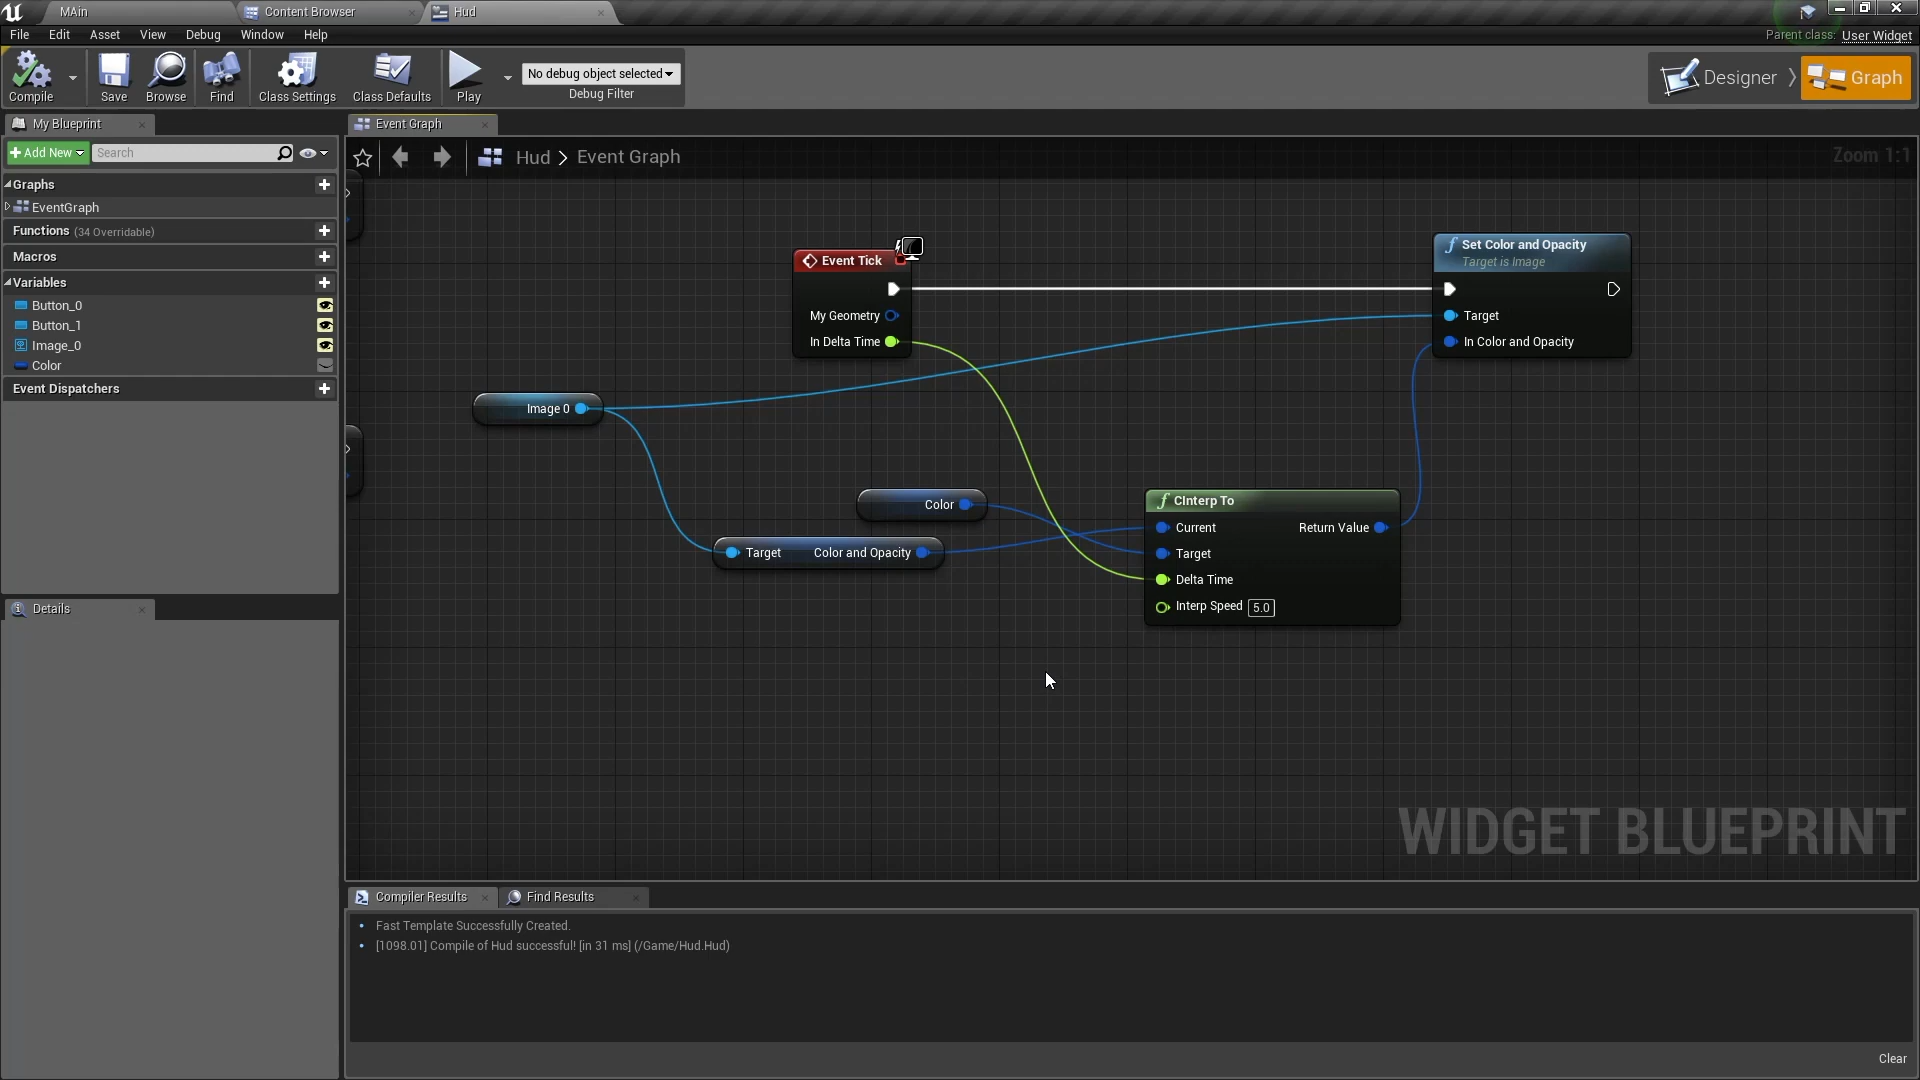 MAin
Content Browser
Hud
File Edit Asset View Debug Window Help
Parent class: User Widget
Compile
Save
Browse
Find
Class Settings
Class Defaults
Play
No debug object selected
Debug Filter
Designer
Graph
My Blueprint
Event Graph
Add New
Search
Hud > Event Graph
Zoom 1:1
Graphs
EventGraph
Functions (34 Overridable)
Macros
Variables
Button_0
Button_1
Image_0
Color
Event Dispatchers
Details
Event Tick
My Geometry
In Delta Time
Set Color and Opacity
Target is Image
Target
In Color and Opacity
Image 0
Color
Target Color and Opacity
CInterp To
Current Return Value
Target
Delta Time
Interp Speed 5.0
WIDGET BLUEPRINT
Compiler Results
Find Results
Fast Template Successfully Created.
[1098.01] Compile of Hud successful! [in 31 ms] (/Game/Hud.Hud)
Clear